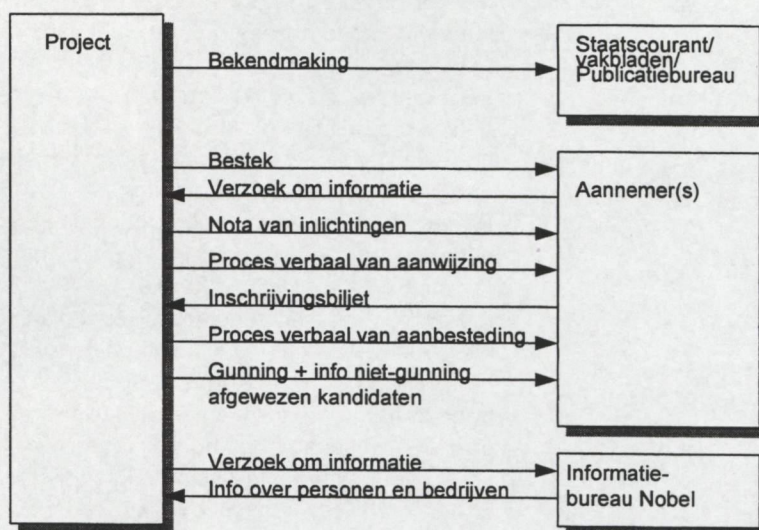 Project
Staatscourant/
vakbladen/
Publicatiebureau
Bekendmaking
Bestek
Verzoek om informatie
Aannemer(s)
Nota van inlichtingen
Proces verbaal van aanwijzing
Inschrijvingsbiljet
Proces verbaal van aanbesteding
Gunning + info niet-gunning
afgewezen kandidaten
Verzoek om informatie
Info over personen en bedrijven
Informatie-
bureau Nobel